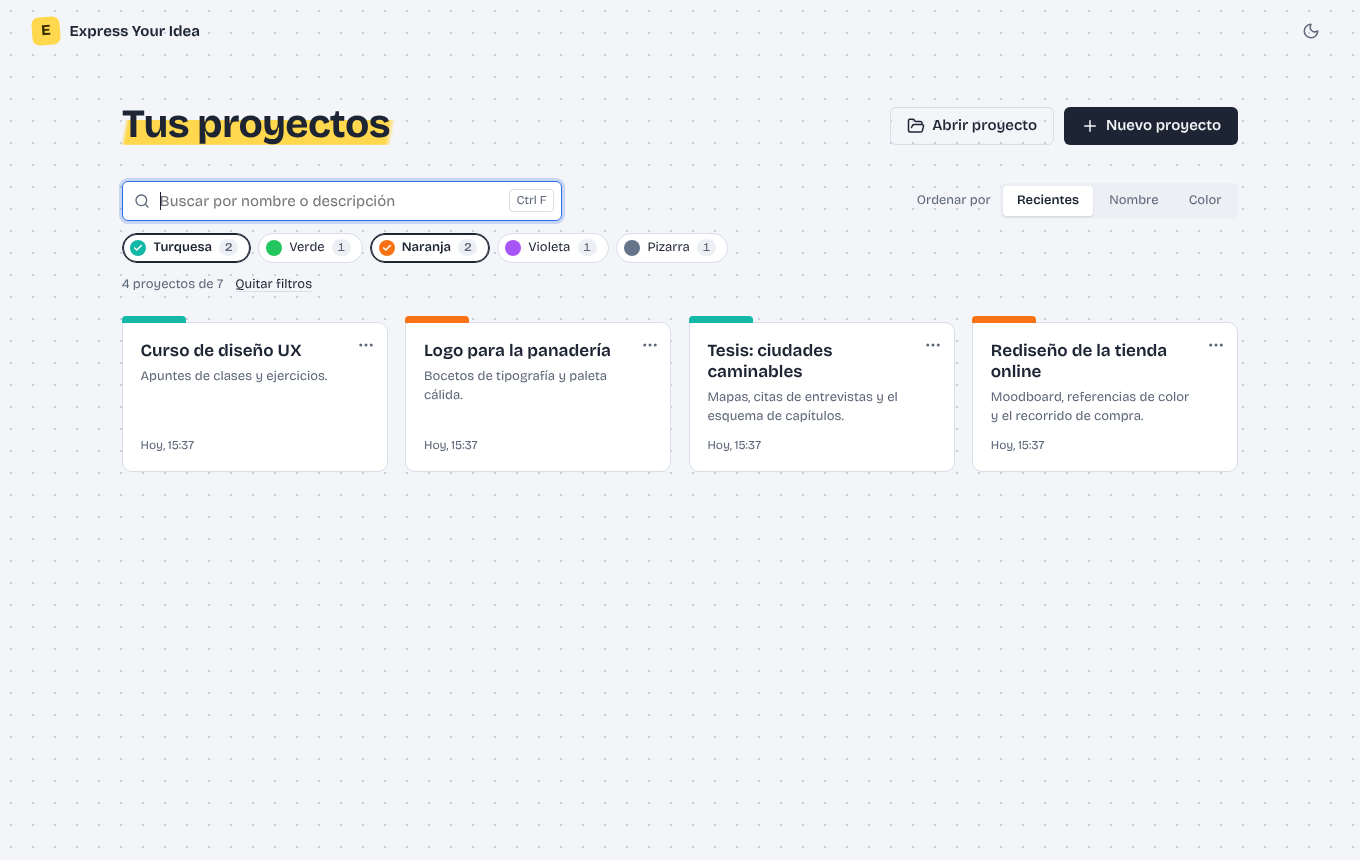 E Express Your Idea
Tus proyectos
Abrir proyecto
Nuevo proyecto
Buscar por nombre o descripción
Ctrl F
Ordenar por
Recientes
Nombre
Color
Turquesa 2
Verde 1
Naranja 2
Violeta 1
Pizarra 1
4 proyectos de 7
Quitar filtros
Curso de diseño UX
Apuntes de clases y ejercicios.
Hoy, 15:37
Logo para la panadería
Bocetos de tipografía y paleta
cálida.
Hoy, 15:37
Tesis: ciudades
caminables
Mapas, citas de entrevistas y el
esquema de capítulos.
Hoy, 15:37
Rediseño de la tienda
online
Moodboard, referencias de color
y el recorrido de compra.
Hoy, 15:37